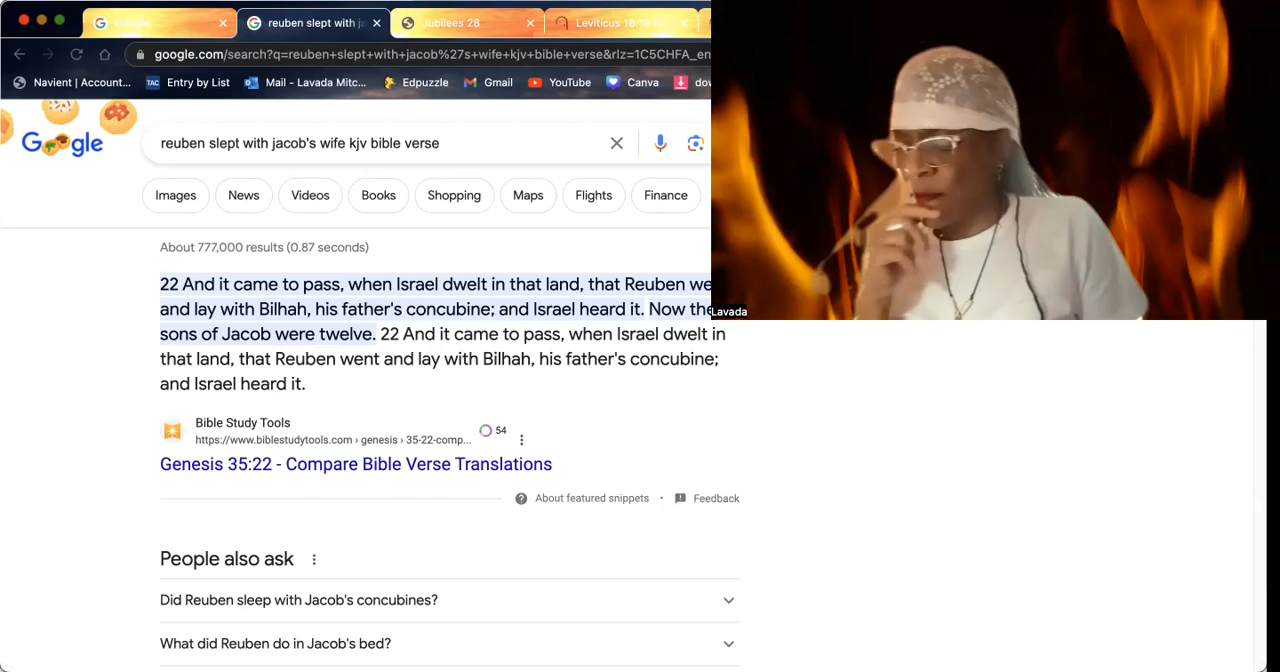 Google
reuben slept with ja
Jubilees 28
Leviticus 18:18
google.com/search?q=reuben+slept+with+jacob%27s+wife+kjv+bible+verse&rlz=1C5CHFA_en
Navient | Account...
TAC Entry by List
Mail - Lavada Mitc...
Edpuzzle
Gmail
YouTube
Canva
dov
Google
reuben slept with jacob's wife kjv bible verse
Images
News
Videos
Books
Shopping
Maps
Flights
Finance
About 777,000 results (0.87 seconds)
22 And it came to pass, when Israel dwelt in that land, that Reuben we
and lay with Bilhah, his father's concubine; and Israel heard it. Now the
sons of Jacob were twelve. 22 And it came to pass, when Israel dwelt in
that land, that Reuben went and lay with Bilhah, his father's concubine;
and Israel heard it.
Lavada
Bible Study Tools
https://www.biblestudytools.com › genesis › 35-22-comp...
54
Genesis 35:22 - Compare Bible Verse Translations
About featured snippets • Feedback
People also ask
Did Reuben sleep with Jacob's concubines?
What did Reuben do in Jacob's bed?